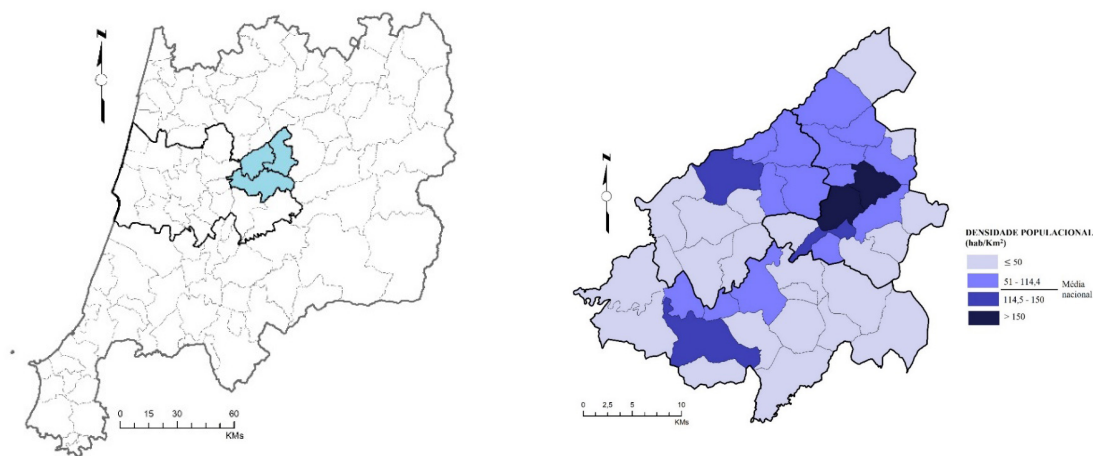 N
0 15 30 45 60
KMs
N
0 2,5 5 10
KMs
DENSIDADE POPULACIONAL
(hab/Km²)
≤ 50
51 - 114,4
Média
nacional
114,5 - 150
> 150